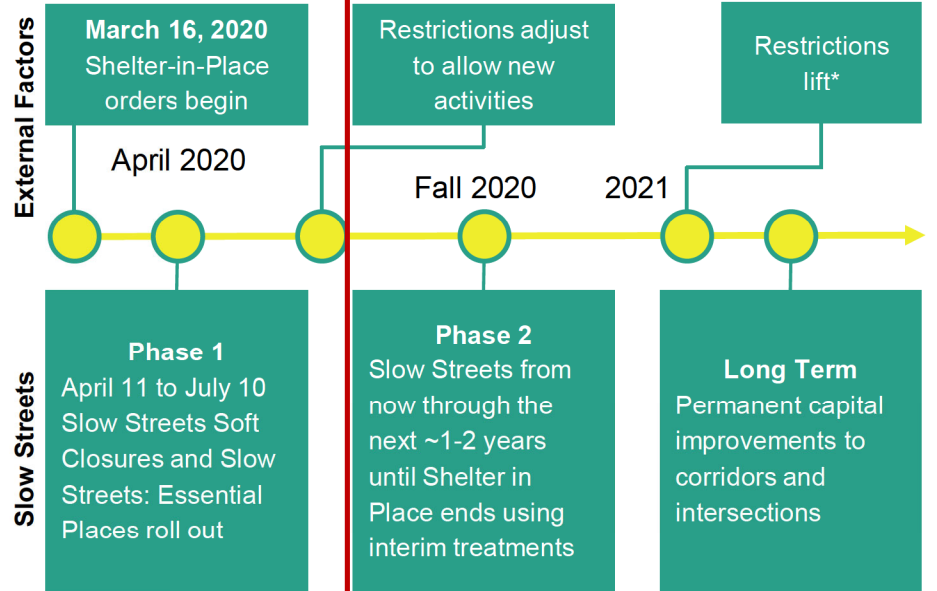 External Factors
March 16, 2020
Shelter-in-Place
orders begin
Restrictions adjust
to allow new
activities
Restrictions
lift*
April 2020
Fall 2020
2021
Slow Streets
Phase 1
April 11 to July 10
Slow Streets Soft
Closures and Slow
Streets: Essential
Places roll out
Phase 2
Slow Streets from
now through the
next ~1-2 years
until Shelter in
Place ends using
interim treatments
Long Term
Permanent capital
improvements to
corridors and
intersections